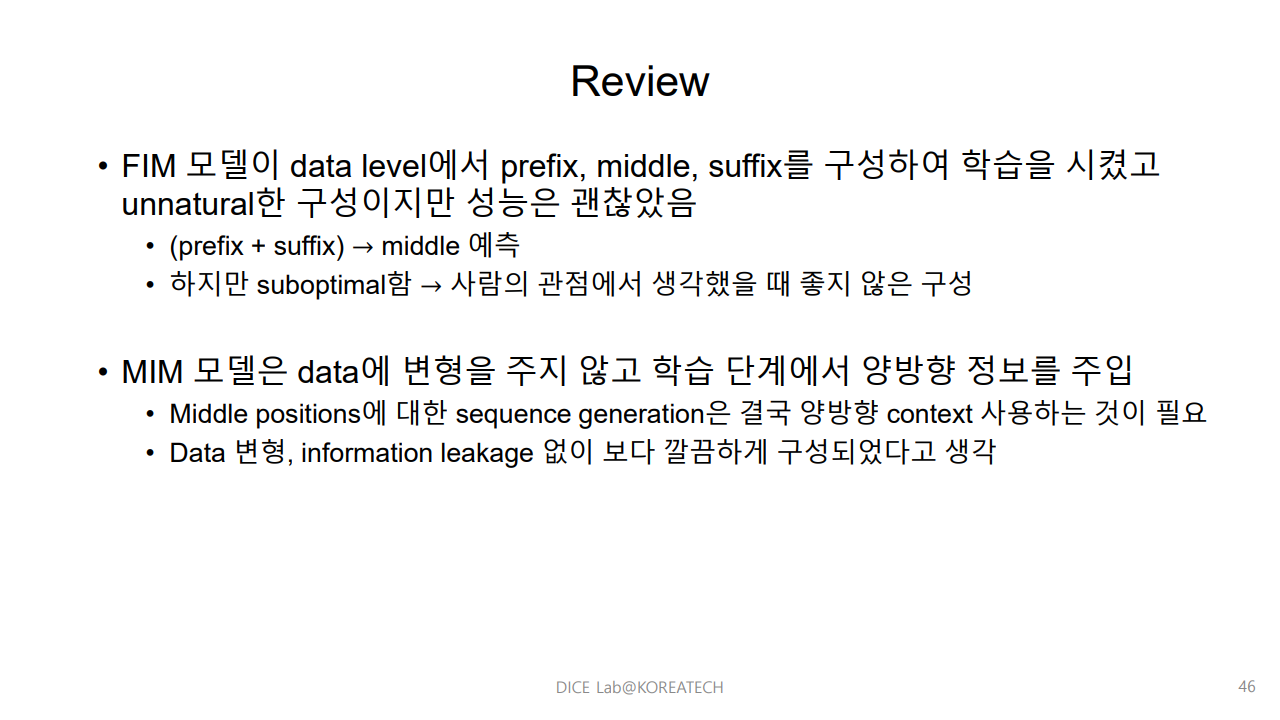 Review
• FIM 모델이 data level에서 prefix, middle, suffix를 구성하여 학습을 시켰고
unnatural한 구성이지만 성능은 괜찮았음
• (prefix + suffix) → middle 예측
• 하지만 suboptimal함 → 사람의 관점에서 생각했을 때 좋지 않은 구성
• MIM 모델은 data에 변형을 주지 않고 학습 단계에서 양방향 정보를 주입
• Middle positions에 대한 sequence generation은 결국 양방향 context 사용하는 것이 필요
• Data 변형, information leakage 없이 보다 깔끔하게 구성되었다고 생각
DICE Lab@KOREATECH
46